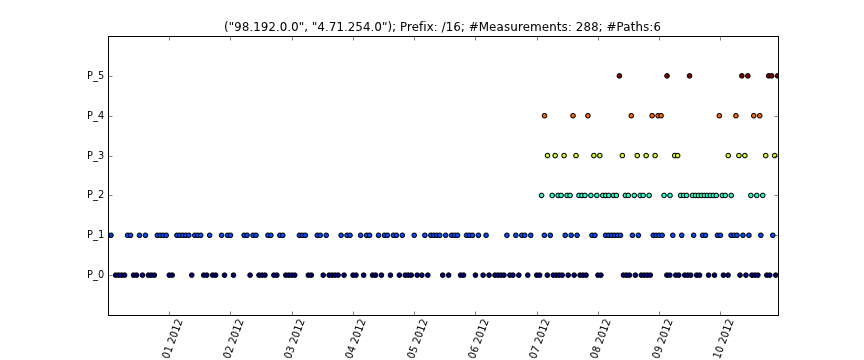 ("98.192.0.0", "4.71.254.0"); Prefix: /16; #Measurements: 288; #Paths:6
P_5
P_4
P_3
P_2
P_1
P_0
01 2012
02 2012
03 2012
04 2012
05 2012
06 2012
07 2012
08 2012
09 2012
10 2012